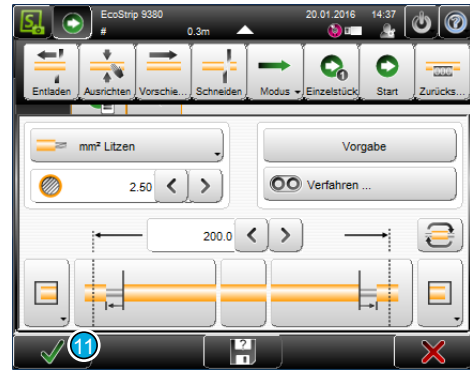 EcoStrip 9380 20.01.2016 14:37
# 0.3m
Entladen Ausrichten Vorschie... Schneiden Modus Einzelstück Start Zurücks...
mm² Litzen Vorgabe
2.50 Verfahren ...
200.0
11